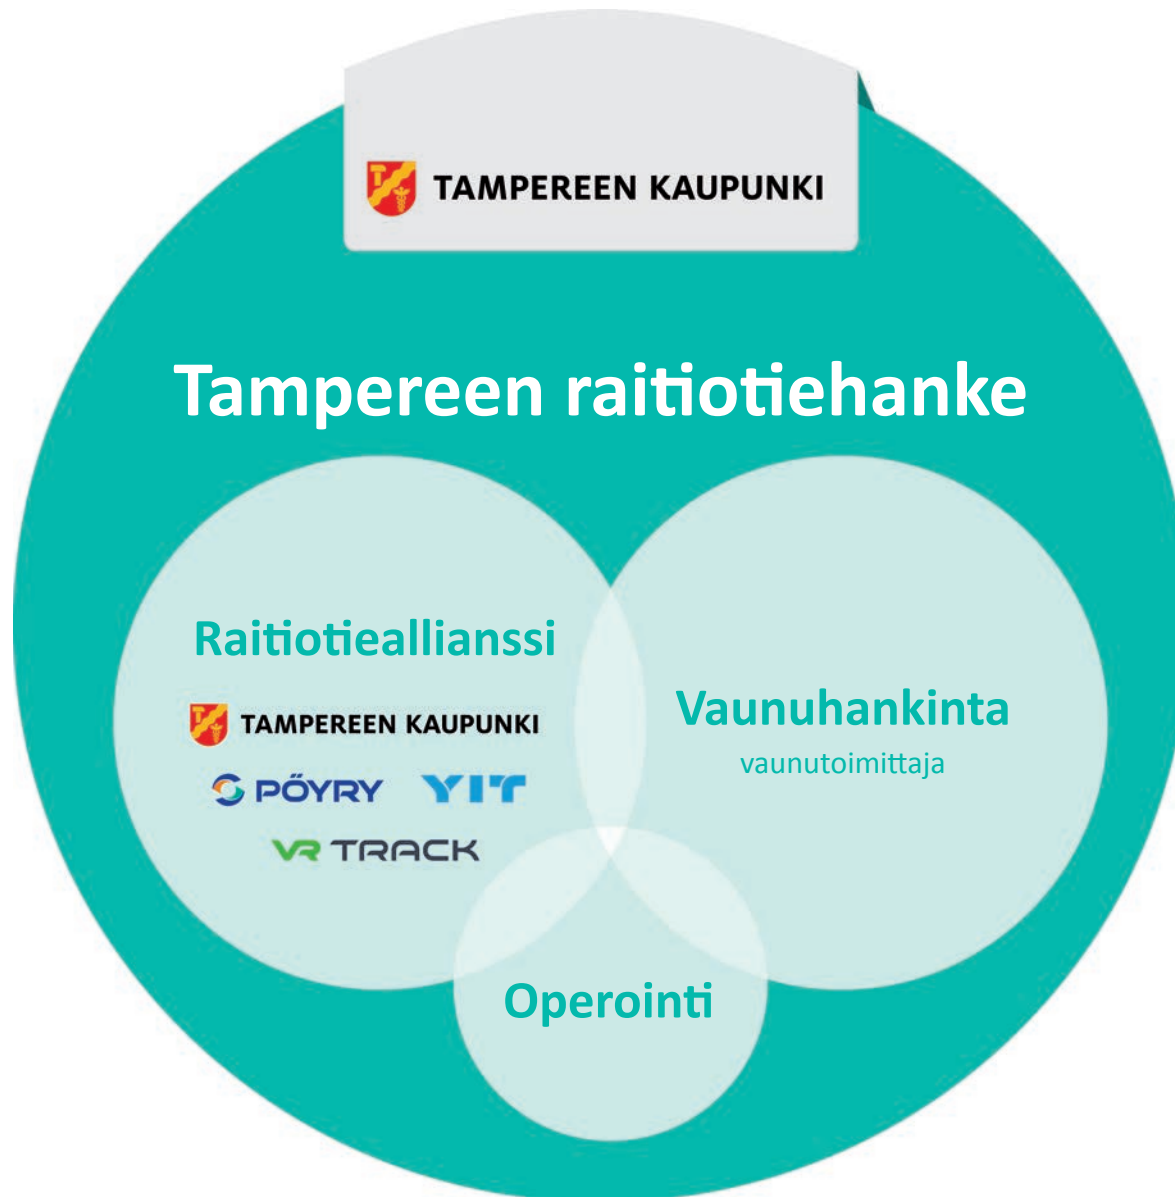 TAMPEREEN KAUPUNKI
Tampereen raitiotiehanke
Raitiotieallianssi
TAMPEREEN KAUPUNKI
PÖYRY YIT
VR TRACK
Vaunuhankinta
vaunutoimittaja
Operointi